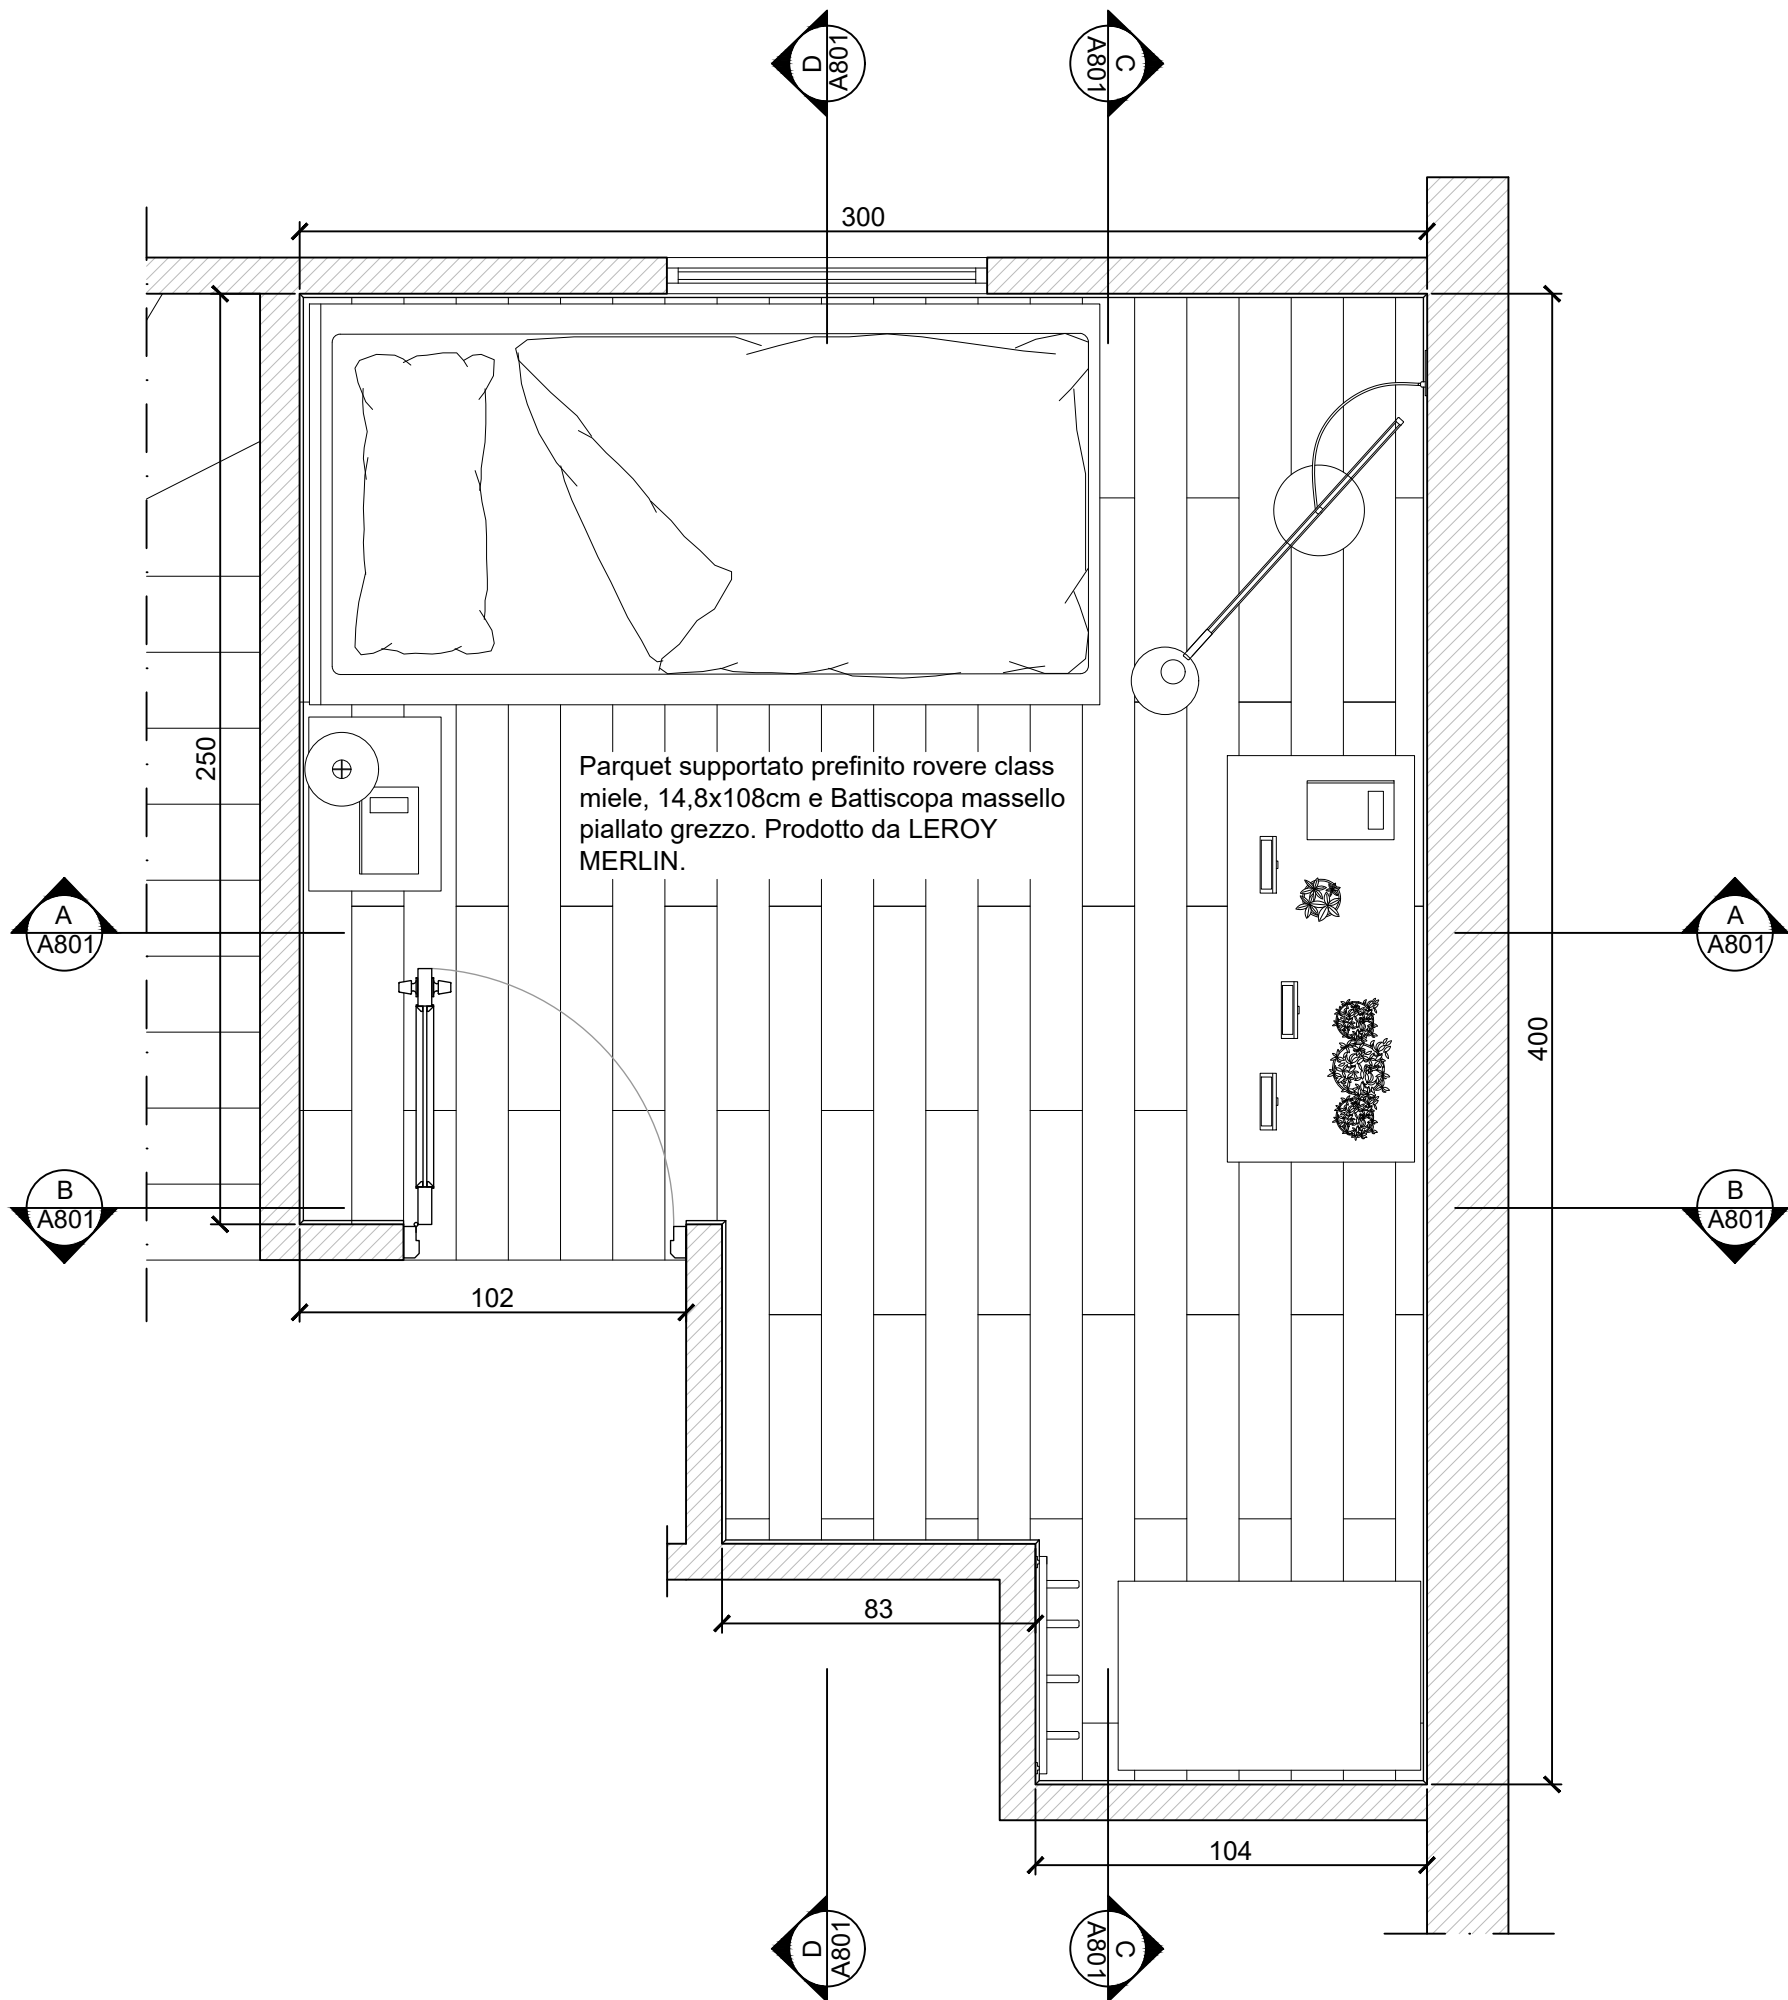 D
A801
C
A801
300
250
Parquet supportato prefinito rovere class
miele, 14,8x108cm e Battiscopa massello
piallato grezzo. Prodotto da LEROY
MERLIN.
A
A801
A
A801
400
B
A801
B
A801
102
83
104
D
A801
C
A801